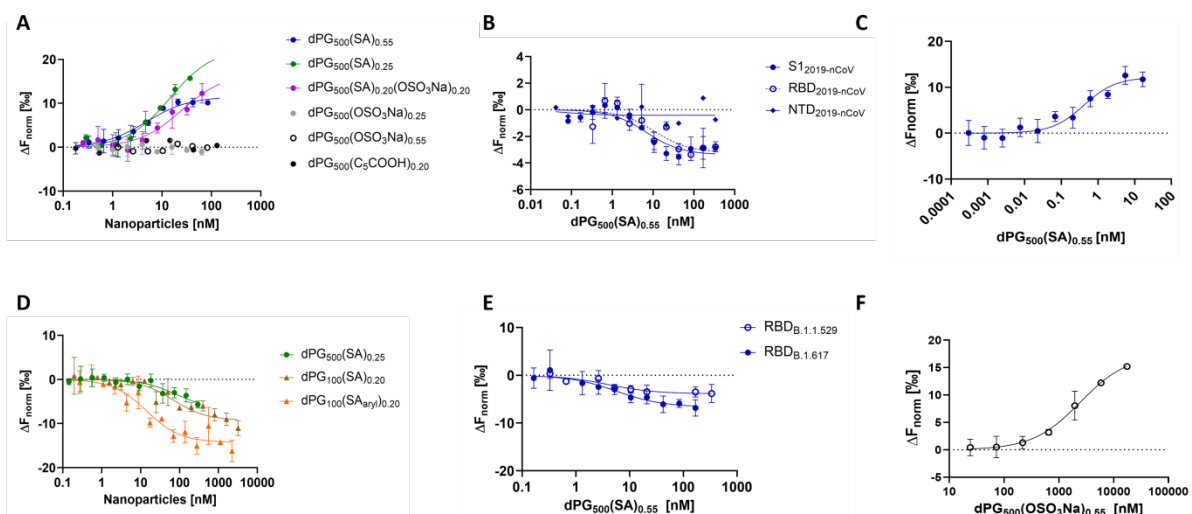 A
ΔFnorm [‰]
20
10
0
-10
0.1 1 10 100 1000
Nanoparticles [nM]
dPG500(SA)0.55
dPG500(SA)0.25
dPG500(SA)0.20(OSO3Na)0.20
dPG500(OSO3Na)0.25
dPG500(OSO3Na)0.55
dPG500(C5COOH)0.20
B
ΔFnorm [‰]
4
2
0
-2
-4
-6
0.01 0.1 1 10 100 1000
dPG500(SA)0.55 [nM]
S12019-nCoV
RBD2019-nCoV
NTD2019-nCoV
C
ΔFnorm [‰]
20
10
0
-10
0.0001 0.001 0.01 0.1 1 10 100
dPG500(SA)0.55 [nM]
D
ΔFnorm [‰]
10
0
-10
-20
0.1 1 10 100 1000 10000
Nanoparticles [nM]
dPG500(SA)0.25
dPG100(SA)0.20
dPG100(SAaryl)0.20
E
ΔFnorm [‰]
10
0
-10
-20
0.1 1 10 100 1000
dPG500(SA)0.55 [nM]
RBDB.1.1.529
RBDB.1.617
F
ΔFnorm [‰]
20
15
10
5
0
-5
10 100 1000 10000 100000
dPG500(OSO3Na)0.55 [nM]